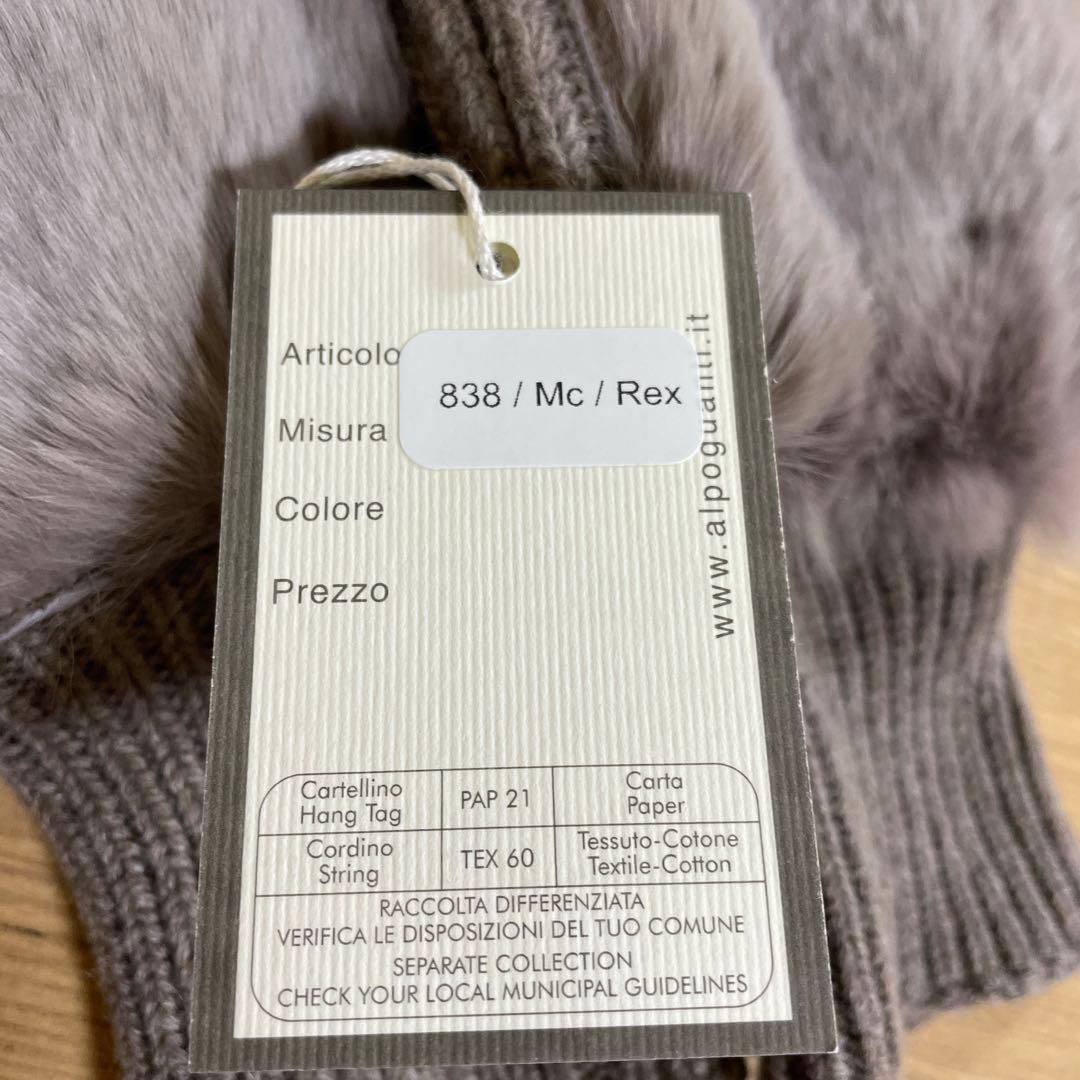 Articolo
838 / Mc / Rex
Misura
Colore
Prezzo
www.alpoguanti.it
Cartellino
Hang Tag
PAP 21
Carta
Paper
Cordino
String
TEX 60
Tessuto-Cotone
Textile-Cotton
RACCOLTA DIFFERENZIATA
VERIFICA LE DISPOSIZIONI DEL TUO COMUNE
SEPARATE COLLECTION
CHECK YOUR LOCAL MUNICIPAL GUIDELINES